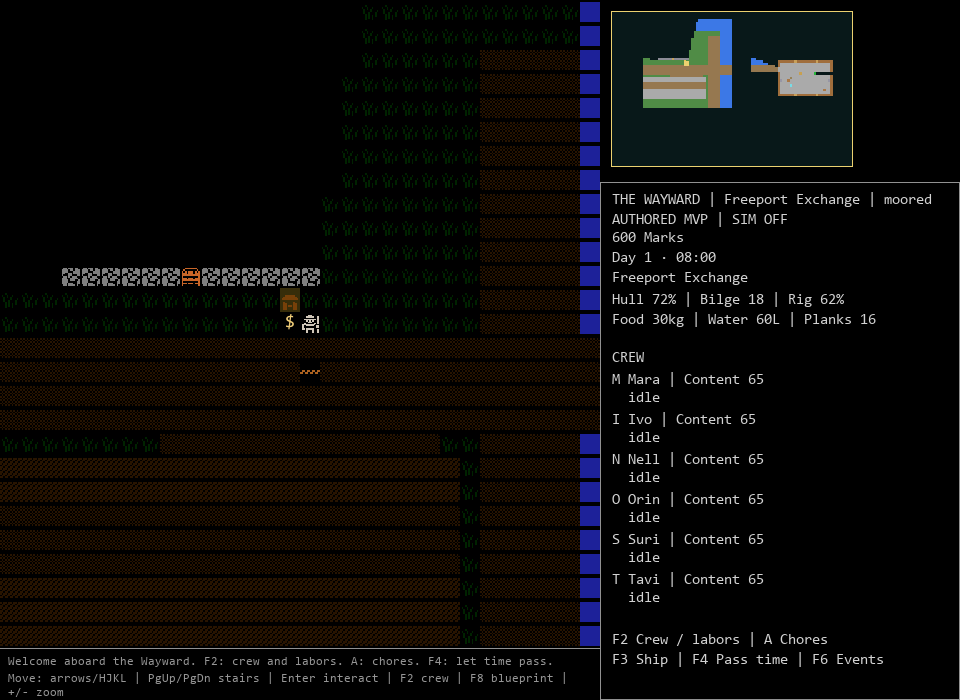 THE WAYWARD | Freeport Exchange | moored
AUTHORED MVP | SIM OFF
600 Marks
Day 1 · 08:00
Freeport Exchange
Hull 72% | Bilge 18 | Rig 62%
Food 30kg | Water 60L | Planks 16
CREW
M Mara | Content 65
idle
I Ivo | Content 65
idle
N Nell | Content 65
idle
O Orin | Content 65
idle
S Suri | Content 65
idle
T Tavi | Content 65
idle
F2 Crew / labors | A Chores
F3 Ship | F4 Pass time | F6 Events
$
Welcome aboard the Wayward. F2: crew and labors. A: chores. F4: let time pass.
Move: arrows/HJKL | PgUp/PgDn stairs | Enter interact | F2 crew | F8 blueprint |
+/- zoom